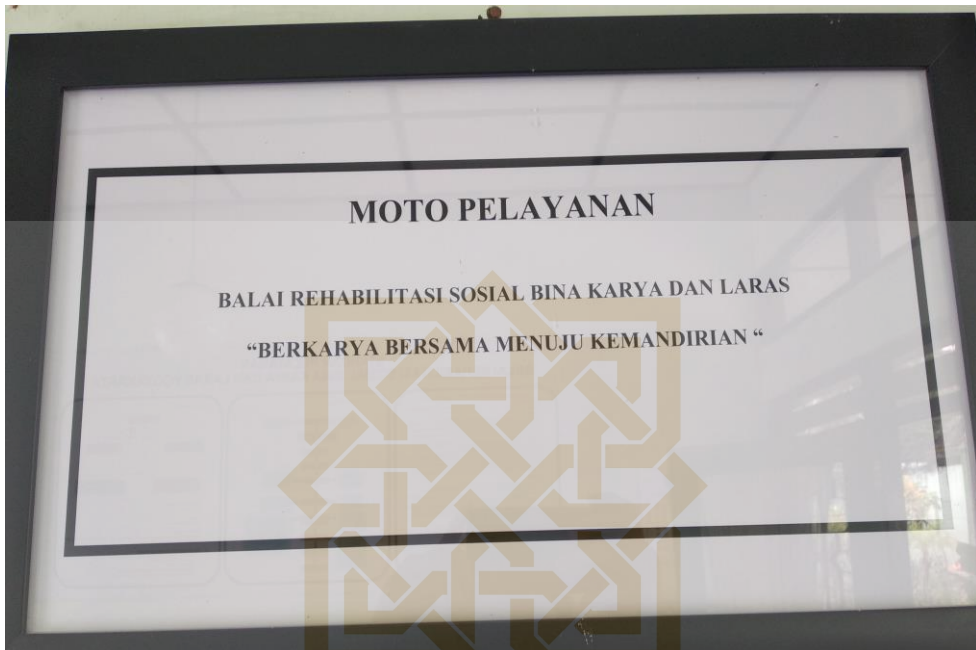 MOTO PELAYANAN
BALAI REHABILITASI SOSIAL BINA KARYA DAN LARAS
“BERKARYA BERSAMA MENUJU KEMANDIRIAN “